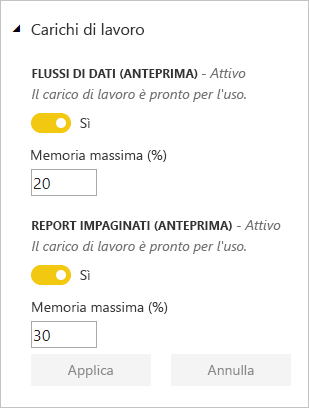 Carichi di lavoro
FLUSSI DI DATI (ANTEPRIMA) - Attivo
Il carico di lavoro è pronto per l'uso.
Sì
Memoria massima (%)
20
REPORT IMPAGINATI (ANTEPRIMA) - Attivo
Il carico di lavoro è pronto per l'uso.
Sì
Memoria massima (%)
30
Applica Annulla